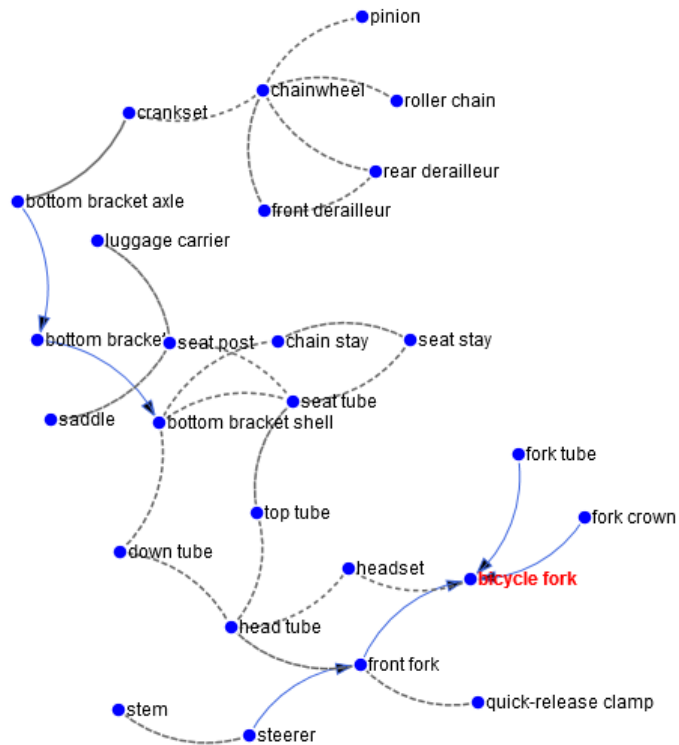 pinion
chainwheel
roller chain
crankset
rear derailleur
bottom bracket axle
front derailleur
luggage carrier
bottom bracket
seat post
chain stay
seat stay
seat tube
saddle
bottom bracket shell
fork tube
top tube
fork crown
down tube
headset
bicycle fork
head tube
front fork
quick-release clamp
stem
steerer